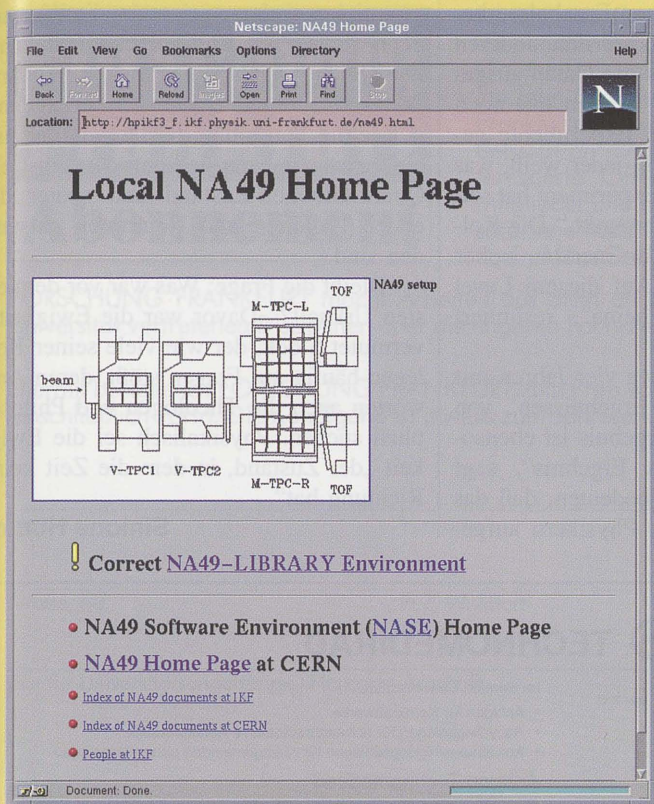 Netscape: NA49 Home Page
File Edit View Go Bookmarks Options Directory Help
Back Forward Home Reload Images Open Print Find Stop
N
Location: http://hpikf3_f.ikf.physik.uni-frankfurt.de/na49.html
Local NA49 Home Page
NA49 setup
TOF
M-TPC-L
beam
V-TPC1 V-TPC2
M-TPC-R
TOF
Correct NA49-LIBRARY Environment
NA49 Software Environment (NASE) Home Page
NA49 Home Page at CERN
Index of NA49 documents at IKF
Index of NA49 documents at CERN
People at IKF
Document: Done.